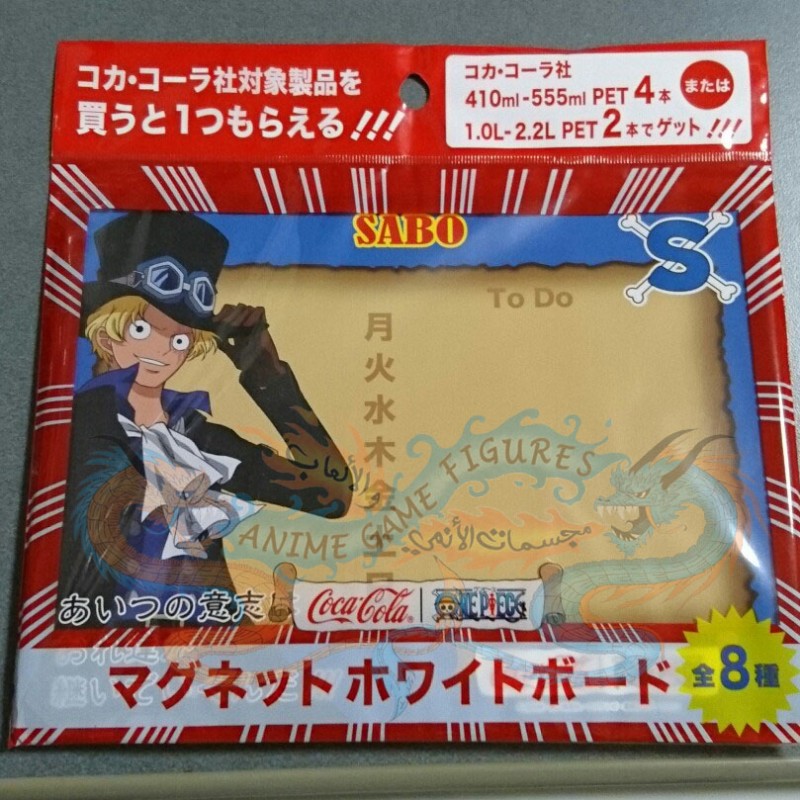 コカ・コーラ社対象製品を
買うと1つもらえる!!!
コカ・コーラ社
410ml-555ml PET 4本
または
1.0L-2.2L PET 2本でゲット!!!
SABO
S
To Do
月
火
水
木
金
土
日
والألعاب
ANIME GAME FIGURES
مجسمات الأنمي
あいつの意志は
Coca-Cola®
ONE PIECE
マグネットホワイトボード
全8種